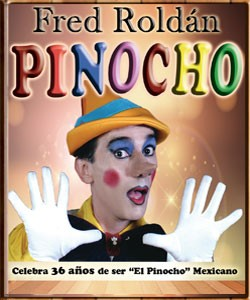 Fred Roldán
PINOCHO
Celebra 36 años de ser "El Pinocho" Mexicano